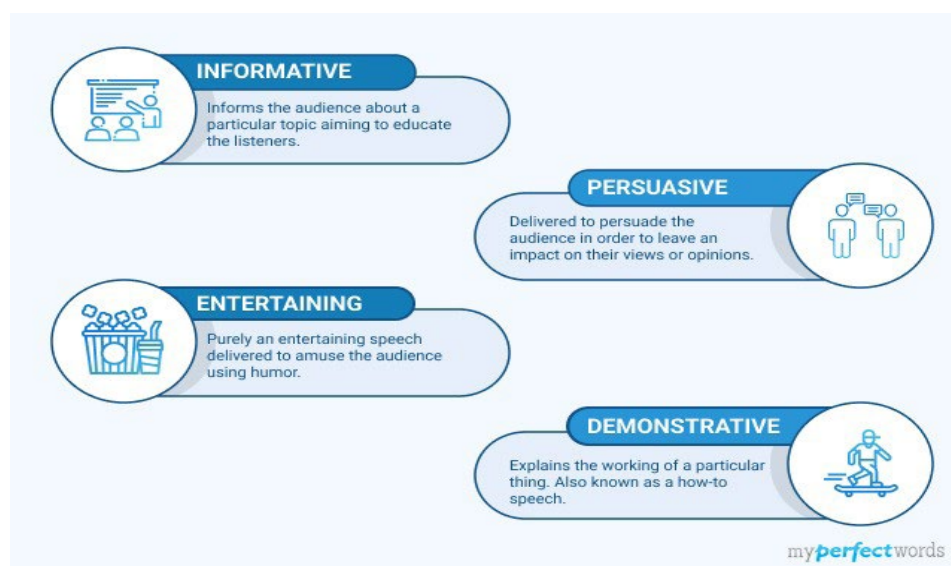 INFORMATIVE
Informs the audience about a
particular topic aiming to educate
the listeners.
PERSUASIVE
Delivered to persuade the
audience in order to leave an
impact on their views or opinions.
ENTERTAINING
Purely an entertaining speech
delivered to amuse the audience
using humor.
DEMONSTRATIVE
Explains the working of a particular
thing. Also known as a how-to
speech.
myperfectwords